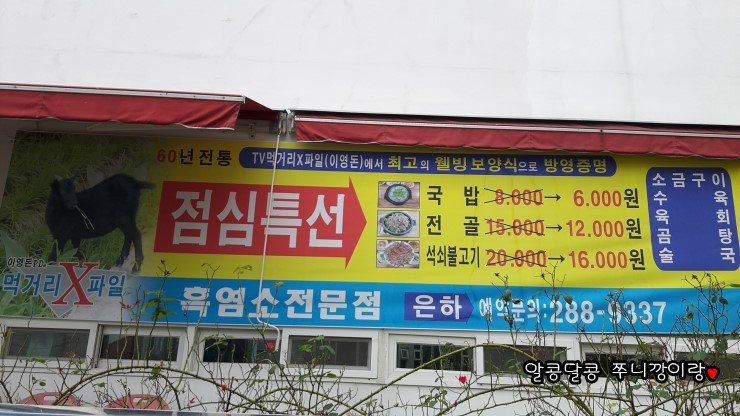 60년 전통 TV먹거리X파일(이영돈)에서 최고의 웰빙보양식으로 방영증명
점심특선
국 밥 8.000→ 6.000원
전 골 15.000→ 12.000원
석쇠불고기 20.000→ 16.000원
소금구이
수 육
육 회
곰 탕
술 국
이영돈PD의
먹거리X파일
흑염소전문점 은하 예약문의:288-9337
알콩달콩 쭈니깡이랑♥